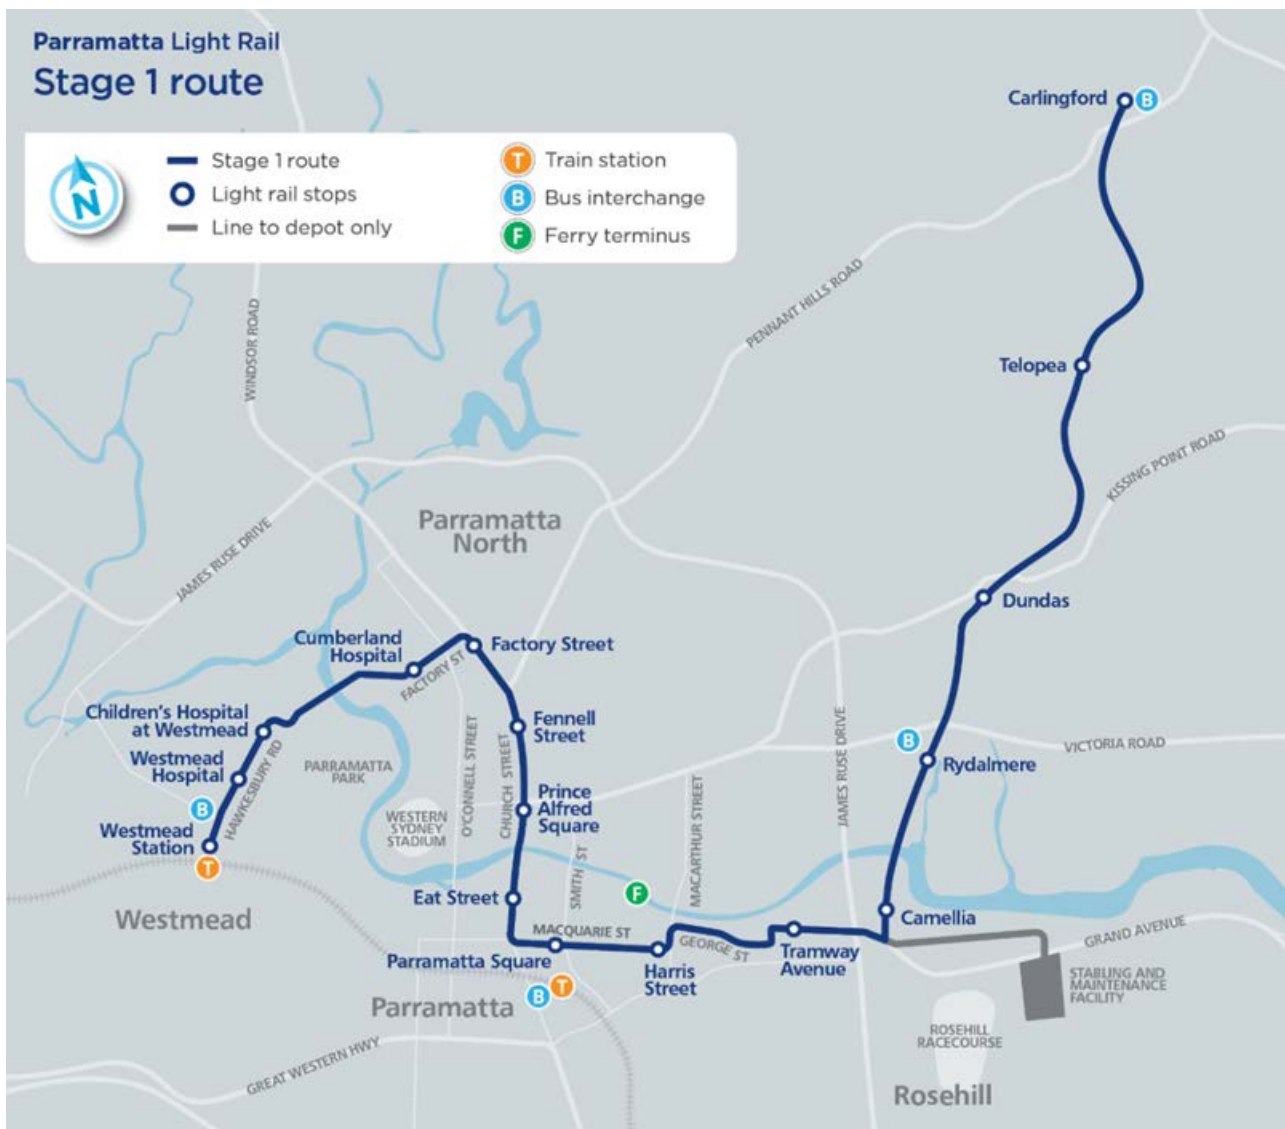 Parramatta Light Rail
Stage 1 route
N
Stage 1 route
Light rail stops
Line to depot only
T Train station
B Bus interchange
F Ferry terminus
Carlingford
B
WINDSOR ROAD
PENNANT HILLS ROAD
Telopea
KISSING POINT ROAD
Parramatta
North
JAMES RUSE DRIVE
Dundas
Cumberland
Hospital
Factory Street
FACTORY ST
Children's Hospital
at Westmead
Fennell
Street
Westmead
Hospital
HAWKESBURY RD
PARRAMATTA
PARK
O'CONNELL STREET
CHURCH STREET
JAMES RUSE DRIVE
B
VICTORIA ROAD
Rydalmere
B
Prince
Alfred
Square
MACARTHUR STREET
WESTERN
SYDNEY
STADIUM
Westmead
Station
T
SMITH ST
Eat Street
F
Camellia
Westmead
MACQUARIE ST
GEORGE ST
GRAND AVENUE
Parramatta Square
Harris
Street
Tramway
Avenue
STABLING AND
MAINTENANCE
FACILITY
B
T
Parramatta
ROSEHILL
RACECOURSE
GREAT WESTERN HWY
Rosehill